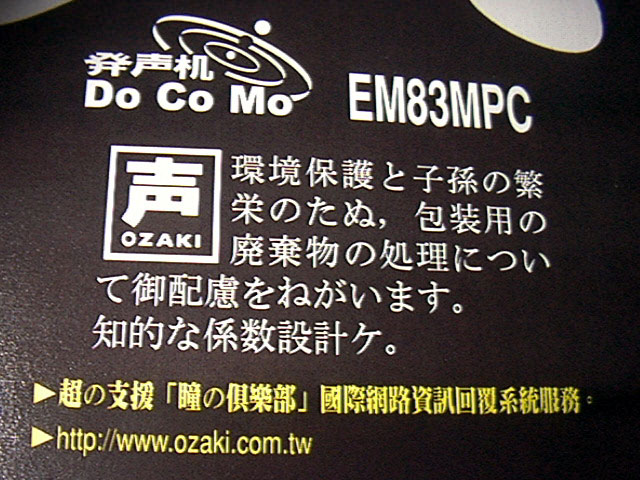 発声机
Do Co Mo
EM83MPC
声
OZAKI
環境保護と子孫の繁
栄のたぬ，包装用の
廃棄物の処理につい
て御配慮をねがいます。
知的な係数設計ケ。
▶超の支援「瞳の俱樂部」國際網路資訊回覆系統服務。
▶http://www.ozaki.com.tw